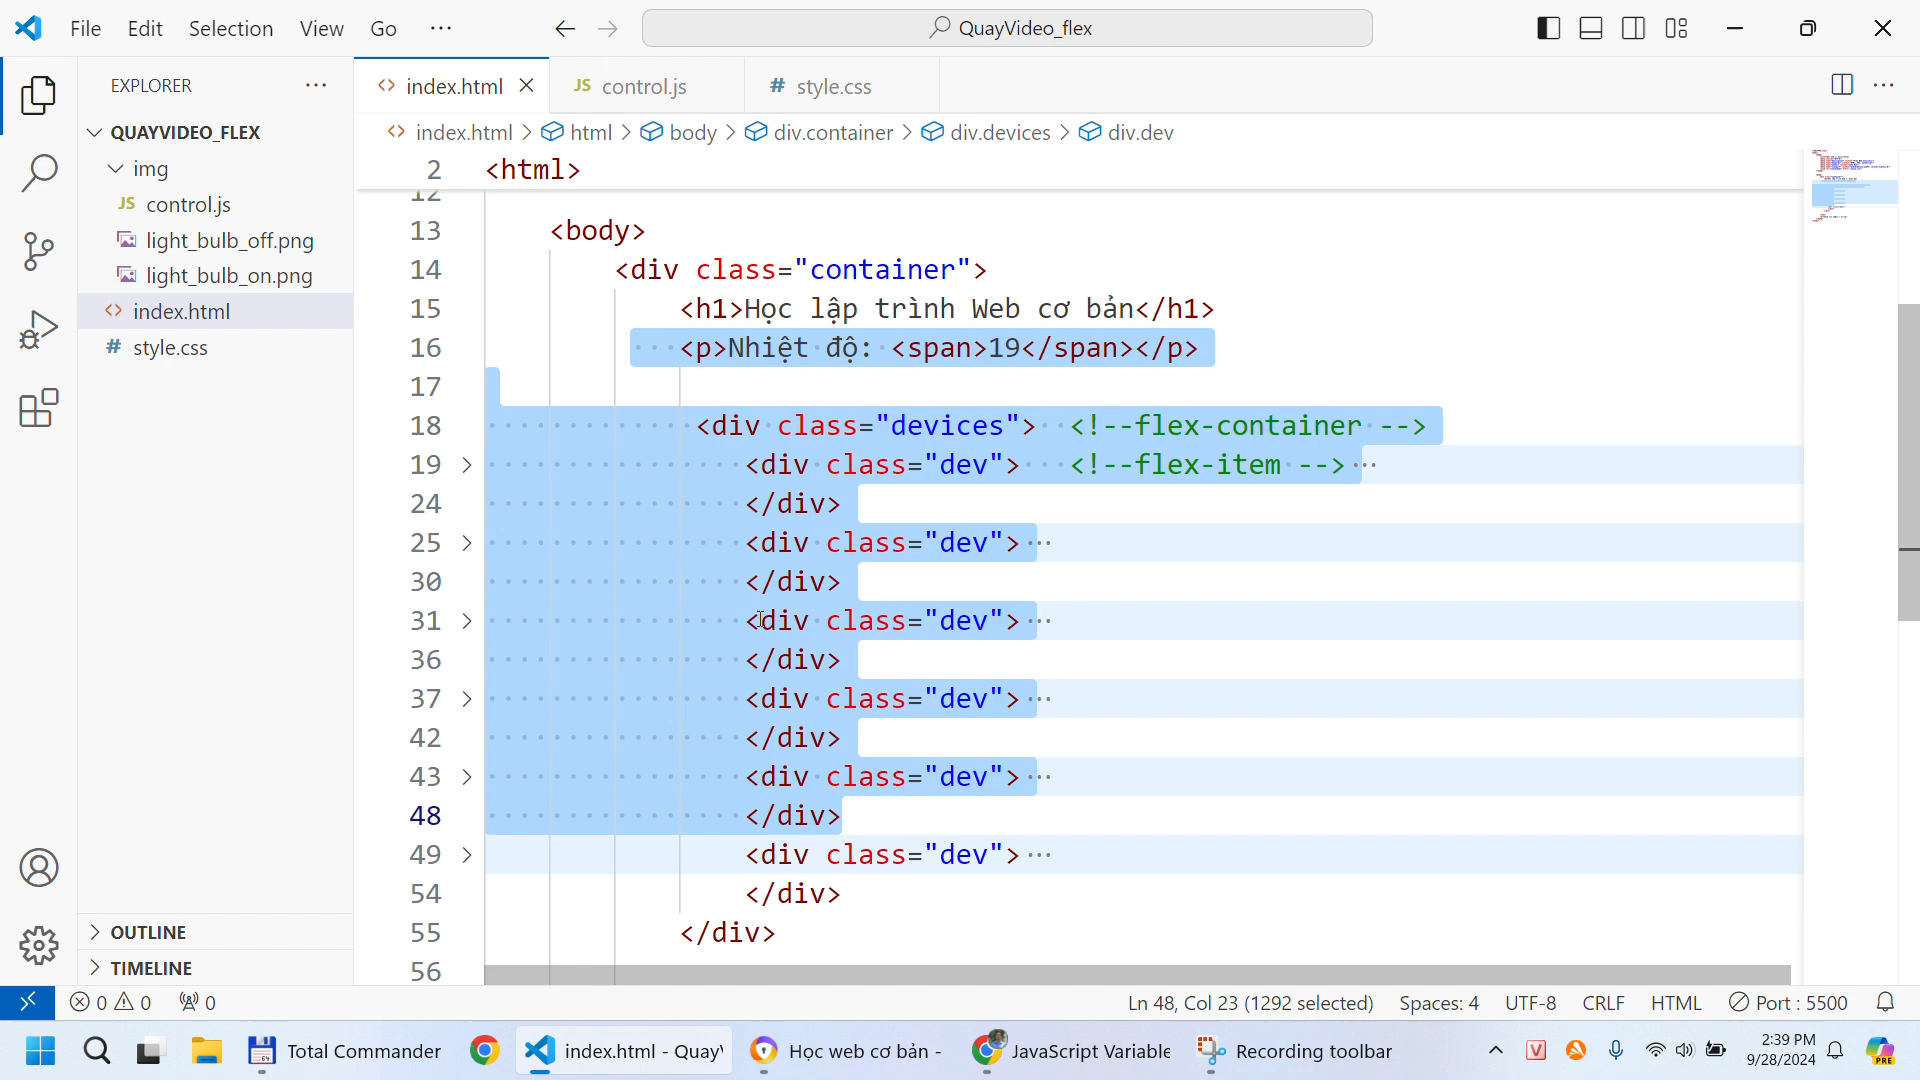 File Edit Selection View Go ··· QuayVideo_flex
EXPLORER ···
index.html
JS control.js
# style.css
QUAYVIDEO_FLEX
index.html > html > body > div.container > div.devices > div.dev
img
JS control.js
light_bulb_off.png
light_bulb_on.png
index.html
# style.css
OUTLINE
TIMELINE
2 <html>
12
13 <body>
14 <div class="container">
15 <h1>Học lập trình Web cơ bản</h1>
16 <p>Nhiệt độ: <span>19</span></p>
17
18 <div class="devices"> <!--flex-container -->
19 <div class="dev"> <!--flex-item --> ···
24 </div>
25 <div class="dev"> ···
30 </div>
31 <div class="dev"> ···
36 </div>
37 <div class="dev"> ···
42 </div>
43 <div class="dev"> ···
48 </div>
49 <div class="dev"> ···
54 </div>
55 </div>
56
0 0 0 Ln 48, Col 23 (1292 selected) Spaces: 4 UTF-8 CRLF HTML Port : 5500
Total Commander index.html - Quay Học web cơ bản - JavaScript Variable Recording toolbar
2:39 PM
9/28/2024